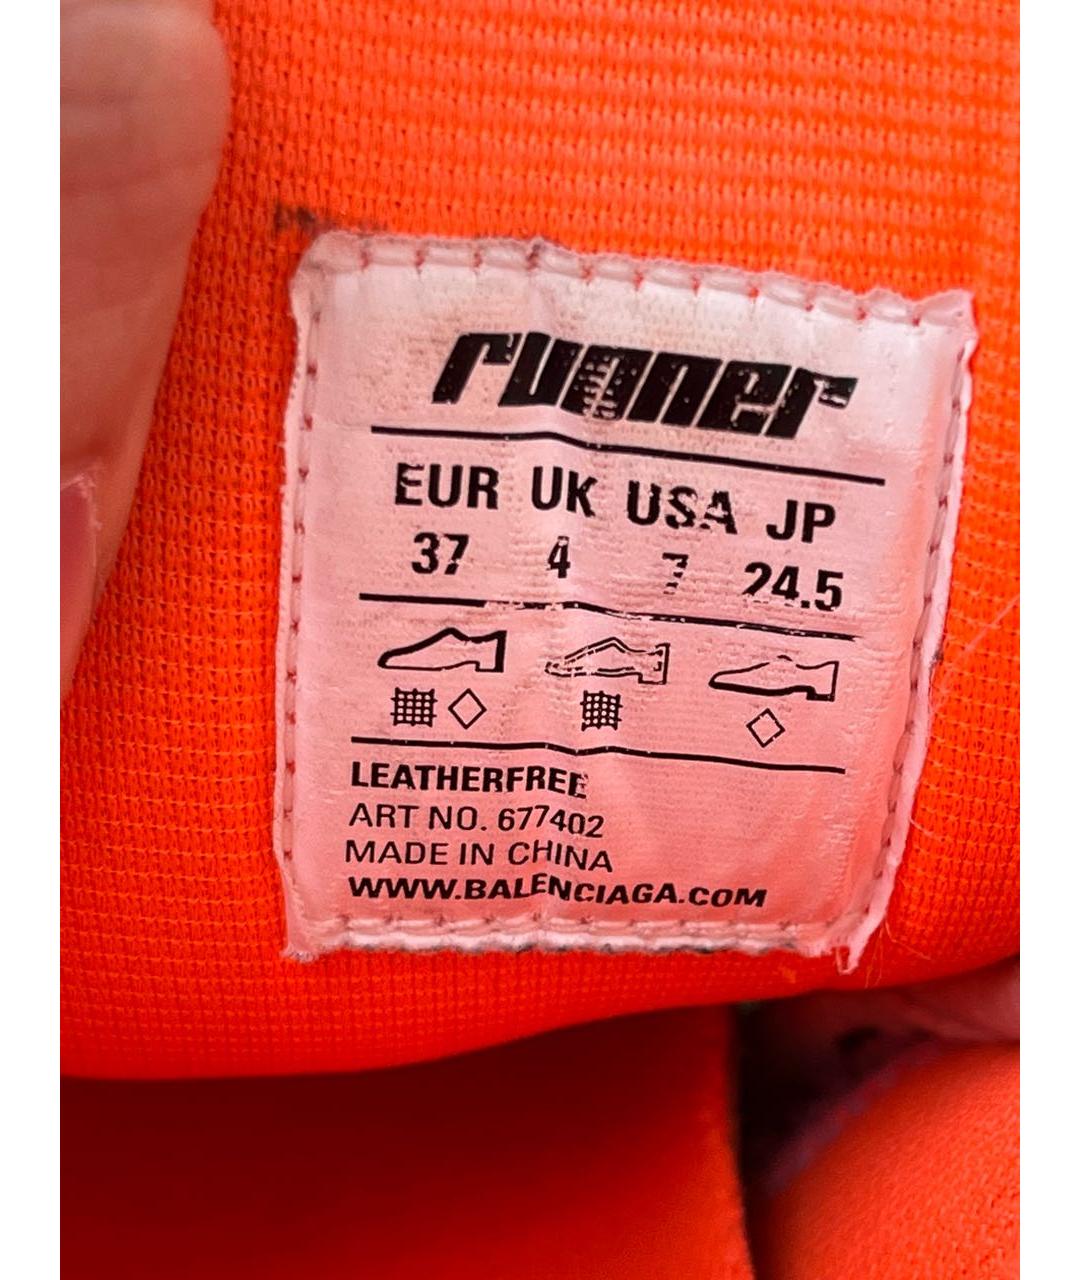 runner
EUR UK USA JP
37 4 7 24.5
LEATHERFREE
ART NO. 677402
MADE IN CHINA
WWW.BALENCIAGA.COM